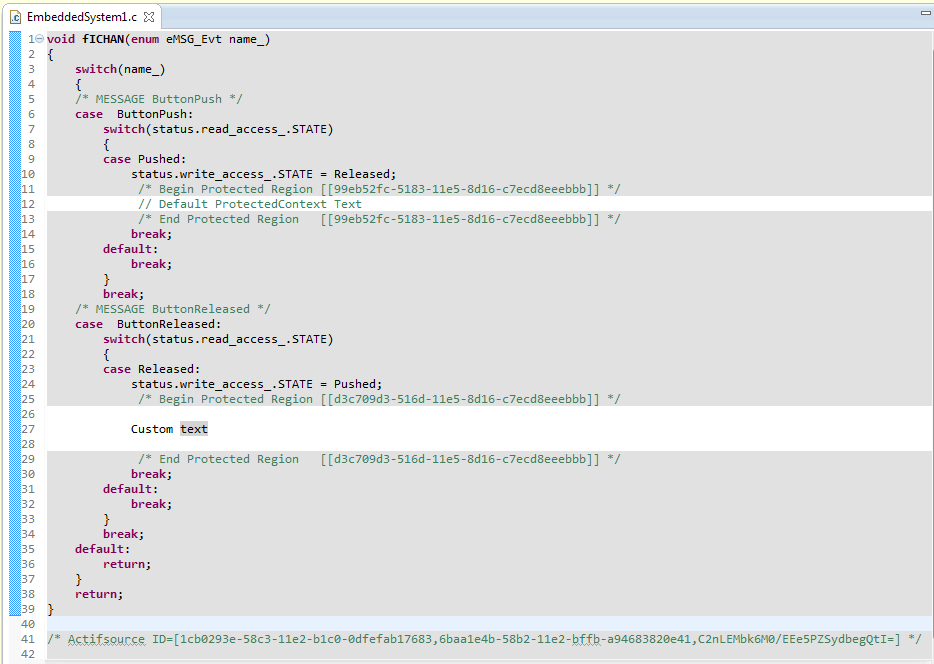 EmbeddedSystem1.c
1 void fICHAN(enum eMSG_Evt name_)
2 {
3     switch(name_)
4     {
5     /* MESSAGE ButtonPush */
6     case  ButtonPush:
7         switch(status.read_access_.STATE)
8         {
9         case Pushed:
10             status.write_access_.STATE = Released;
11              /* Begin Protected Region [[99eb52fc-5183-11e5-8d16-c7ecd8eeebbb]] */
12              // Default ProtectedContext Text
13              /* End Protected Region   [[99eb52fc-5183-11e5-8d16-c7ecd8eeebbb]] */
14             break;
15         default:
16             break;
17         }
18         break;
19     /* MESSAGE ButtonReleased */
20     case  ButtonReleased:
21         switch(status.read_access_.STATE)
22         {
23         case Released:
24             status.write_access_.STATE = Pushed;
25              /* Begin Protected Region [[d3c709d3-516d-11e5-8d16-c7ecd8eeebbb]] */
26
27             Custom text
28
29              /* End Protected Region   [[d3c709d3-516d-11e5-8d16-c7ecd8eeebbb]] */
30             break;
31         default:
32             break;
33         }
34         break;
35     default:
36         return;
37     }
38     return;
39 }
40
41 /* Actifsource ID=[1cb0293e-58c3-11e2-b1c0-0dfefab17683,6baa1e4b-58b2-11e2-bffb-a94683820e41,C2nLEMbk6M0/EEe5PZSydbegQtI=] */
42